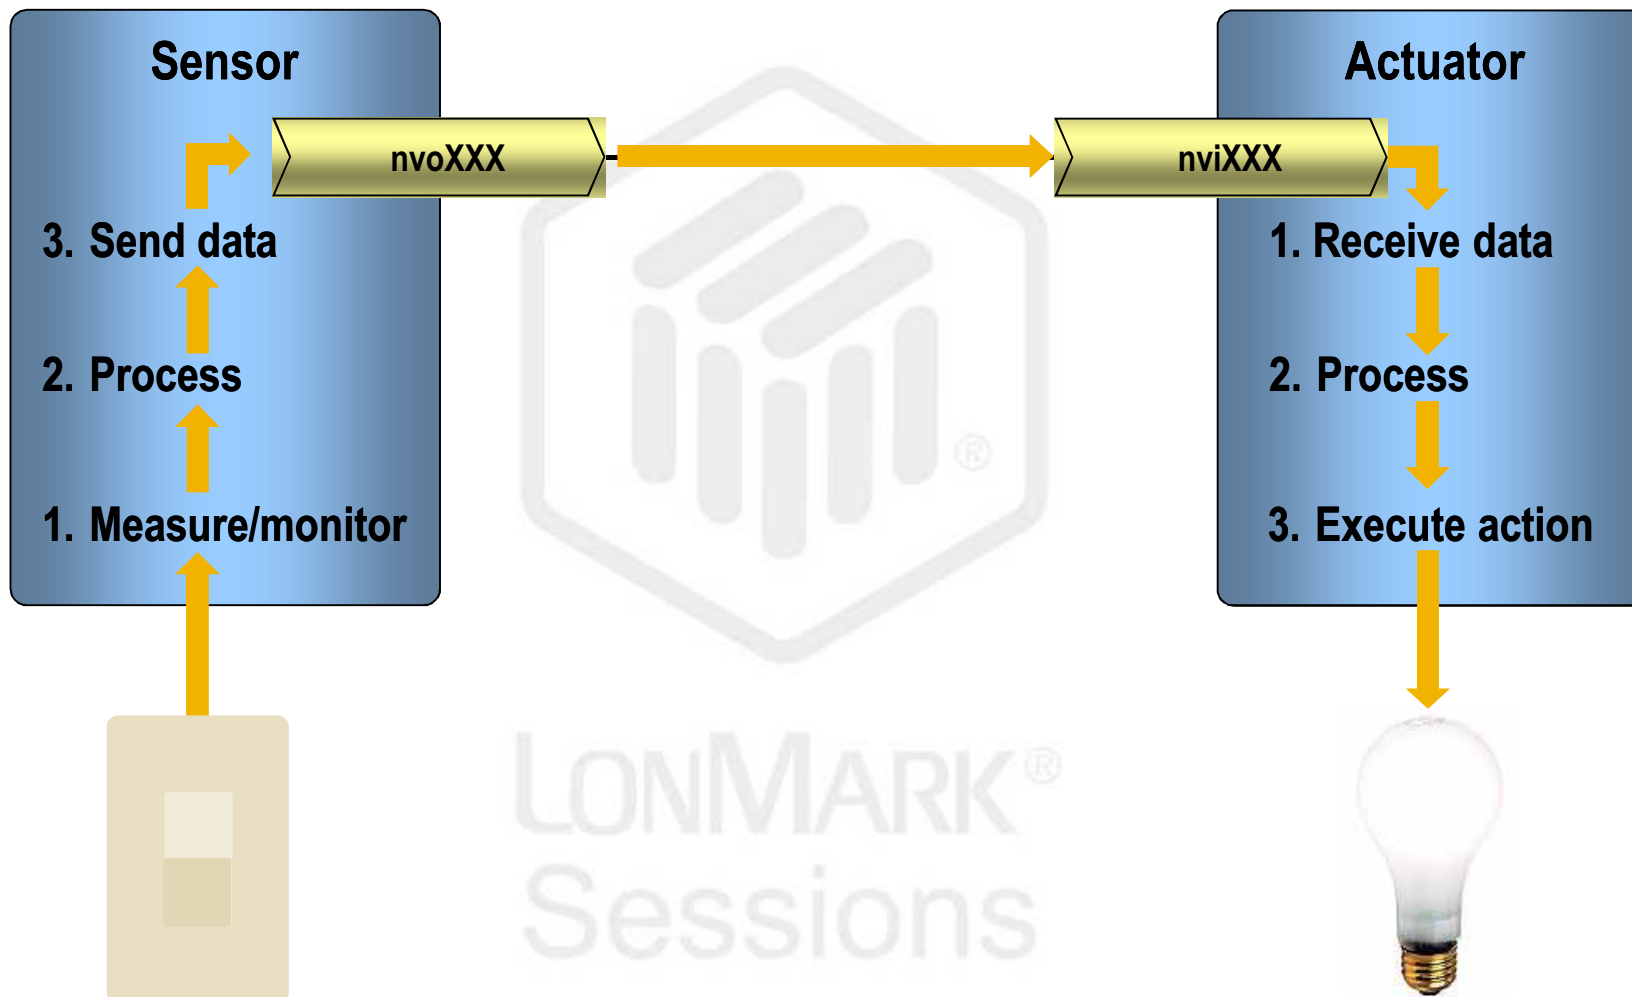 Sensor
nvoXXX
3. Send data
2. Process
1. Measure/monitor
Actuator
nviXXX
1. Receive data
2. Process
3. Execute action
®
LONMARK®
Sessions